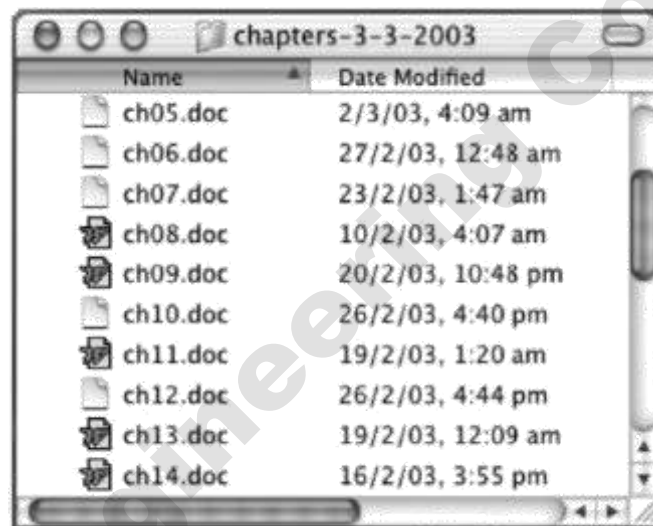 chapters-3-3-2003
Name Date Modified
ch05.doc 2/3/03, 4:09 am
ch06.doc 27/2/03, 12:48 am
ch07.doc 23/2/03, 1:47 am
ch08.doc 10/2/03, 4:07 am
ch09.doc 20/2/03, 10:48 pm
ch10.doc 26/2/03, 4:40 pm
ch11.doc 19/2/03, 1:20 am
ch12.doc 26/2/03, 4:44 pm
ch13.doc 19/2/03, 12:09 am
ch14.doc 16/2/03, 3:55 pm